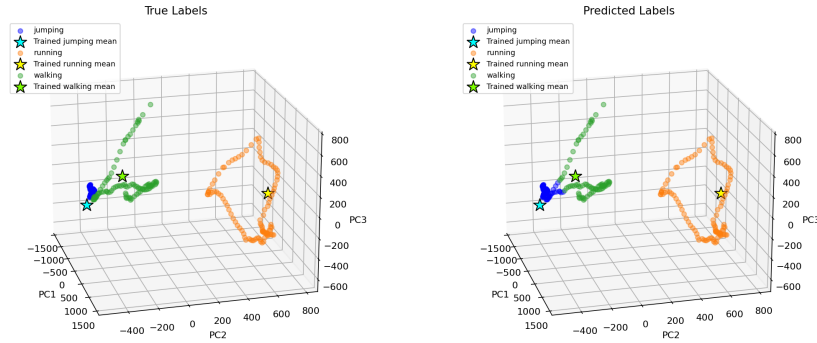 True Labels
jumping
Trained jumping mean
running
Trained running mean
walking
Trained walking mean
800
600
400
200
0
−200
−400
−600
PC3
−1500
−1000
−500
0
500
1000
1500
PC1
−400 −200 0 200 400 600 800
PC2
Predicted Labels
jumping
Trained jumping mean
running
Trained running mean
walking
Trained walking mean
800
600
400
200
0
−200
−400
−600
PC3
−1500
−1000
−500
0
500
1000
1500
PC1
−400 −200 0 200 400 600 800
PC2